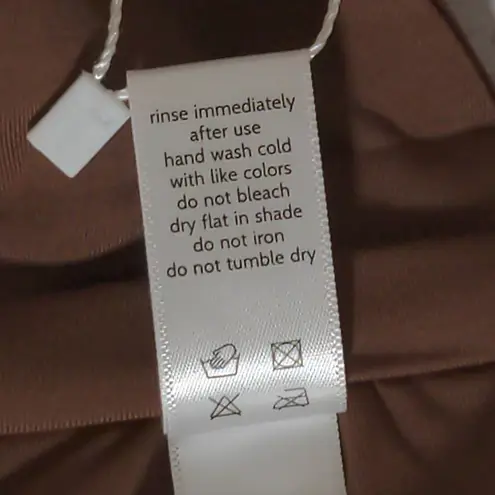 rinse immediately
after use
hand wash cold
with like colors
do not bleach
dry flat in shade
do not iron
do not tumble dry